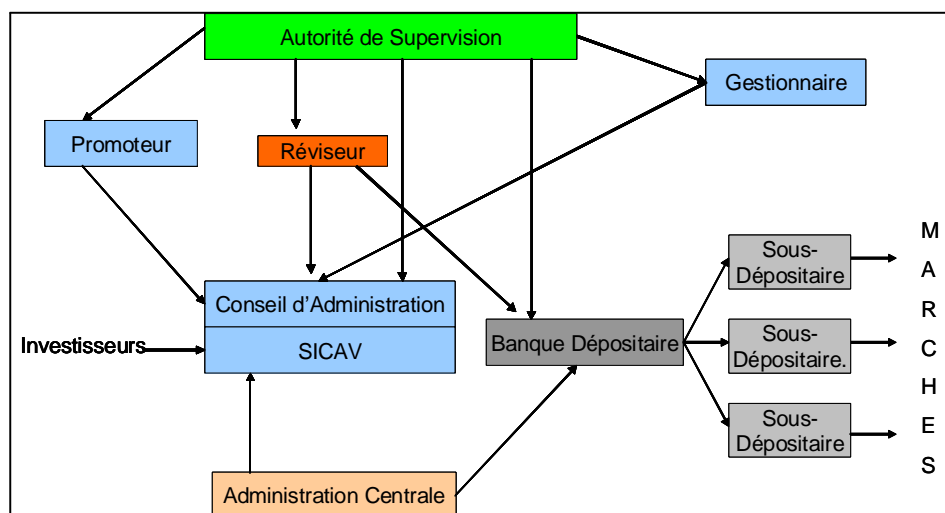 Autorité de Supervision
Gestionnaire
Promoteur
Réviseur
Conseil d'Administration
SICAV
Investisseurs
Banque Dépositaire
Sous-
Dépositaire
Sous-
Dépositaire.
Sous-
Dépositaire
M
A
R
C
H
E
S
Administration Centrale